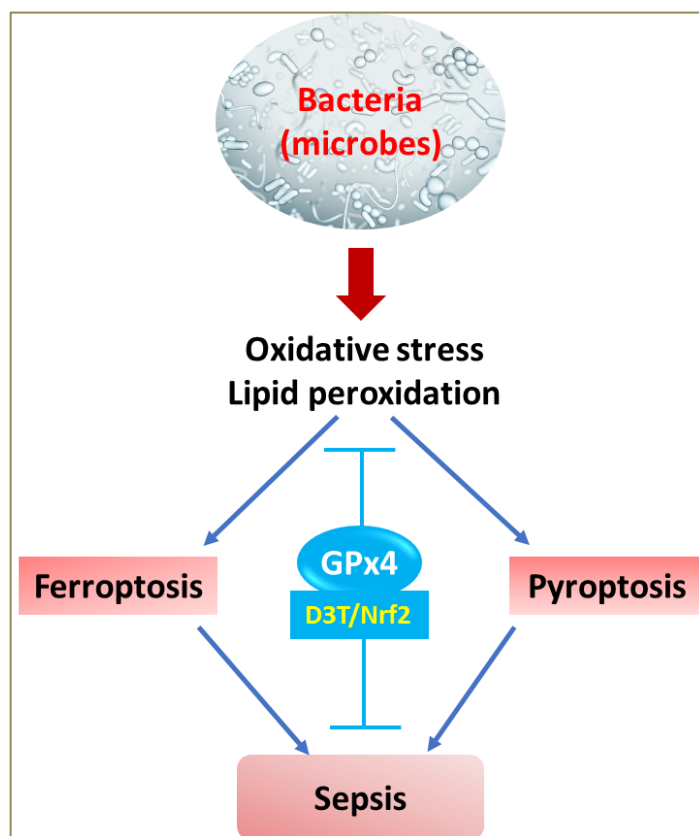 Bacteria
(microbes)
Oxidative stress
Lipid peroxidation
GPx4
Ferroptosis
D3T/Nrf2
Pyroptosis
Sepsis